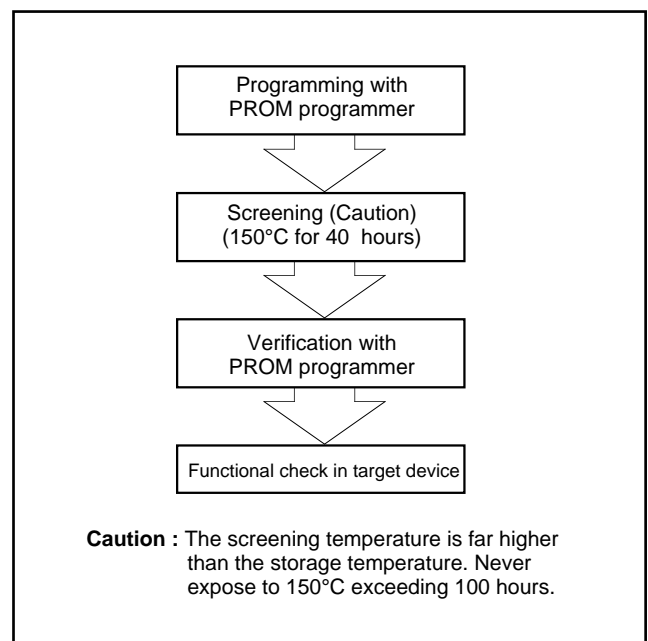 Programming with
PROM programmer
Screening (Caution)
(150°C for 40 hours)
Verification with
PROM programmer
Functional check in target device
Caution : The screening temperature is far higher
than the storage temperature. Never
expose to 150°C exceeding 100 hours.